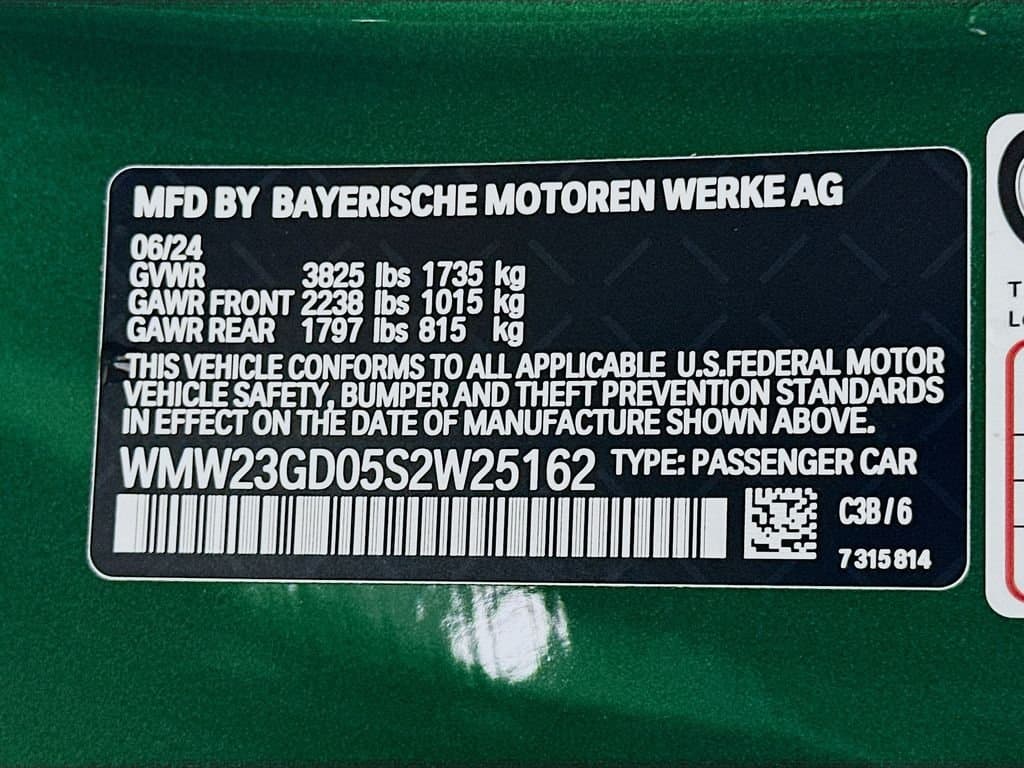 MFD BY BAYERISCHE MOTOREN WERKE AG
06/24
GVWR 3825 lbs 1735 kg
GAWR FRONT 2238 lbs 1015 kg
GAWR REAR 1797 lbs 815 kg
THIS VEHICLE CONFORMS TO ALL APPLICABLE U.S.FEDERAL MOTOR
VEHICLE SAFETY, BUMPER AND THEFT PREVENTION STANDARDS
IN EFFECT ON THE DATE OF MANUFACTURE SHOWN ABOVE.
WMW23GD05S2W25162 TYPE: PASSENGER CAR
C3B/6
7315814